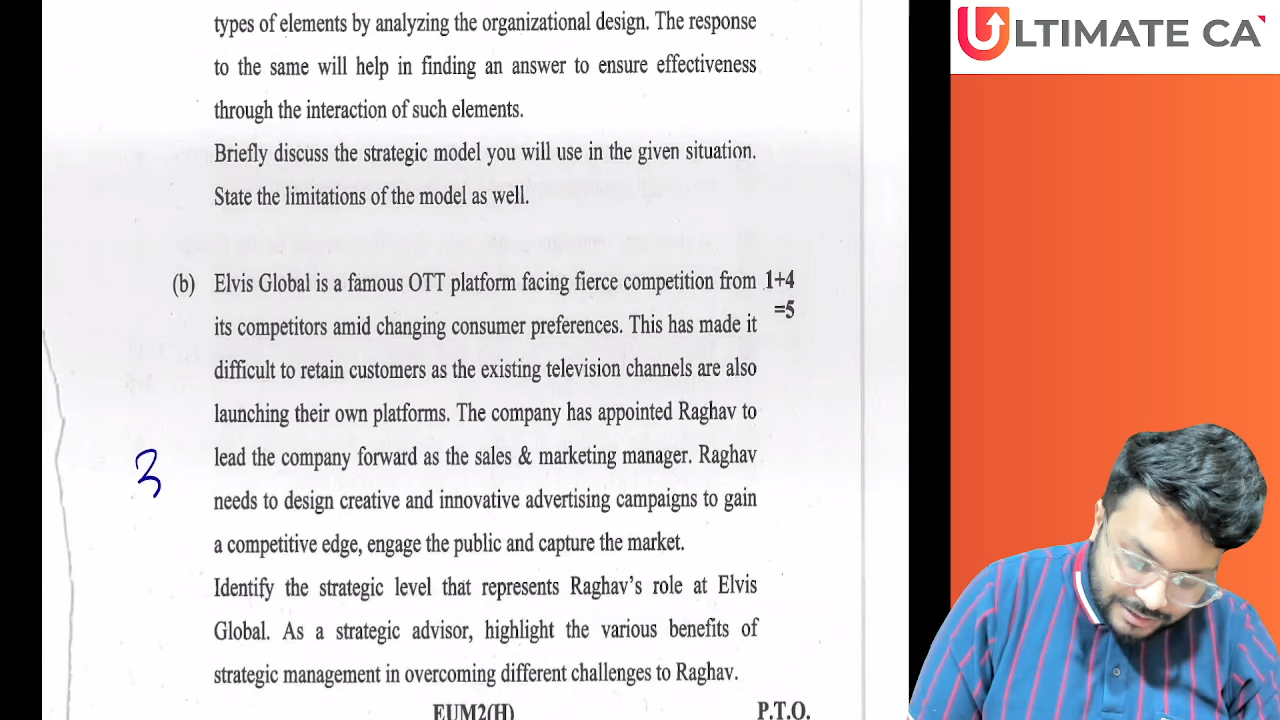 types of elements by analyzing the organizational design. The response
to the same will help in finding an answer to ensure effectiveness
through the interaction of such elements.
Briefly discuss the strategic model you will use in the given situation.
State the limitations of the model as well.
(b) Elvis Global is a famous OTT platform facing fierce competition from 1+4
its competitors amid changing consumer preferences. This has made it =5
difficult to retain customers as the existing television channels are also
launching their own platforms. The company has appointed Raghav to
lead the company forward as the sales & marketing manager. Raghav
needs to design creative and innovative advertising campaigns to gain
a competitive edge, engage the public and capture the market.
Identify the strategic level that represents Raghav's role at Elvis
Global. As a strategic advisor, highlight the various benefits of
strategic management in overcoming different challenges to Raghav.
EUM2(H) P.T.O.
3
ULTIMATE CA